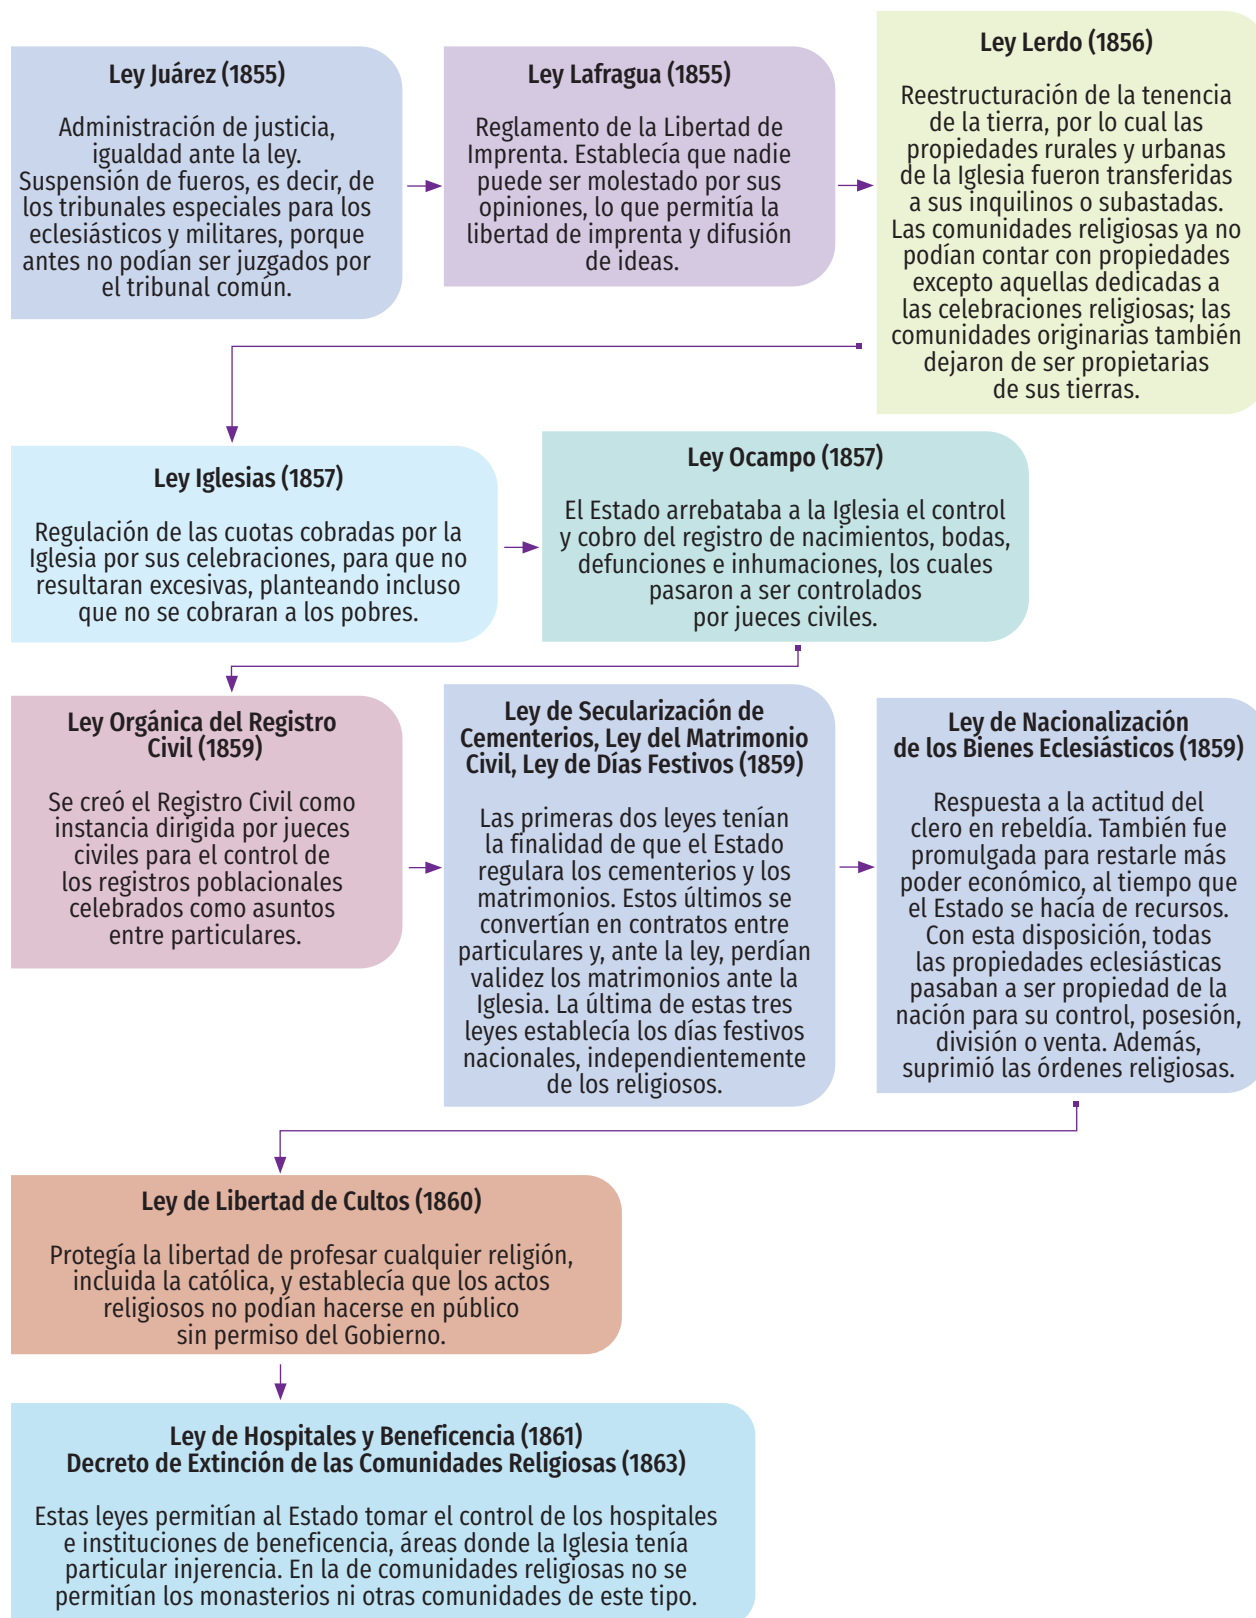 Ley Juárez (1855)
Administración de justicia,
igualdad ante la ley.
Suspensión de fueros, es decir, de
los tribunales especiales para los
eclesiásticos y militares, porque
antes no podían ser juzgados por
el tribunal común.
Ley Lafragua (1855)
Reglamento de la Libertad de
Imprenta. Establecía que nadie
puede ser molestado por sus
opiniones, lo que permitía la
libertad de imprenta y difusión
de ideas.
Ley Lerdo (1856)
Reestructuración de la tenencia
de la tierra, por lo cual las
propiedades rurales y urbanas
de la Iglesia fueron transferidas
a sus inquilinos o subastadas.
Las comunidades religiosas ya no
podían contar con propiedades
excepto aquellas dedicadas a
las celebraciones religiosas; las
comunidades originarias también
dejaron de ser propietarias
de sus tierras.
Ley Iglesias (1857)
Regulación de las cuotas cobradas por la
Iglesia por sus celebraciones, para que no
resultaran excesivas, planteando incluso
que no se cobraran a los pobres.
Ley Ocampo (1857)
El Estado arrebataba a la Iglesia el control
y cobro del registro de nacimientos, bodas,
defunciones e inhumaciones, los cuales
pasaron a ser controlados
por jueces civiles.
Ley Orgánica del Registro
Civil (1859)
Se creó el Registro Civil como
instancia dirigida por jueces
civiles para el control de
los registros poblacionales
celebrados como asuntos
entre particulares.
Ley de Secularización de
Cementerios, Ley del Matrimonio
Civil, Ley de Días Festivos (1859)
Las primeras dos leyes tenían
la finalidad de que el Estado
regulara los cementerios y los
matrimonios. Estos últimos se
convertían en contratos entre
particulares y, ante la ley, perdían
validez los matrimonios ante la
Iglesia. La última de estas tres
leyes establecía los días festivos
nacionales, independientemente
de los religiosos.
Ley de Nacionalización
de los Bienes Eclesiásticos (1859)
Respuesta a la actitud del
clero en rebeldía. También fue
promulgada para restarle más
poder económico, al tiempo que
el Estado se hacía de recursos.
Con esta disposición, todas
las propiedades eclesiásticas
pasaban a ser propiedad de la
nación para su control, posesión,
división o venta. Además,
suprimió las órdenes religiosas.
Ley de Libertad de Cultos (1860)
Protegía la libertad de profesar cualquier religión,
incluida la católica, y establecía que los actos
religiosos no podían hacerse en público
sin permiso del Gobierno.
Ley de Hospitales y Beneficencia (1861)
Decreto de Extinción de las Comunidades Religiosas (1863)
Estas leyes permitían al Estado tomar el control de los hospitales
e instituciones de beneficencia, áreas donde la Iglesia tenía
particular injerencia. En la de comunidades religiosas no se
permitían los monasterios ni otras comunidades de este tipo.